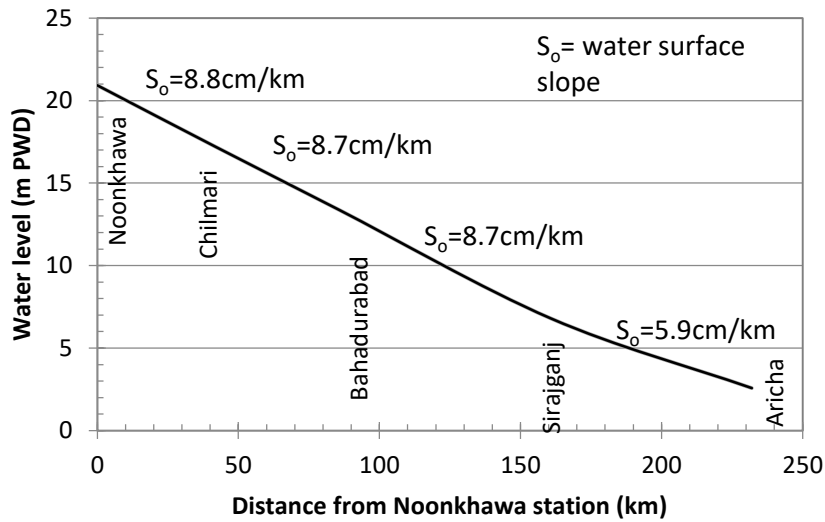 25
20
15
10
5
0
Water level (m PWD)
Sₒ= water surface
slope
Sₒ=8.8cm/km
Sₒ=8.7cm/km
Sₒ=8.7cm/km
Sₒ=5.9cm/km
Noonkhawa
Chilmari
Bahadurabad
Sirajganj
Aricha
0 50 100 150 200 250
Distance from Noonkhawa station (km)